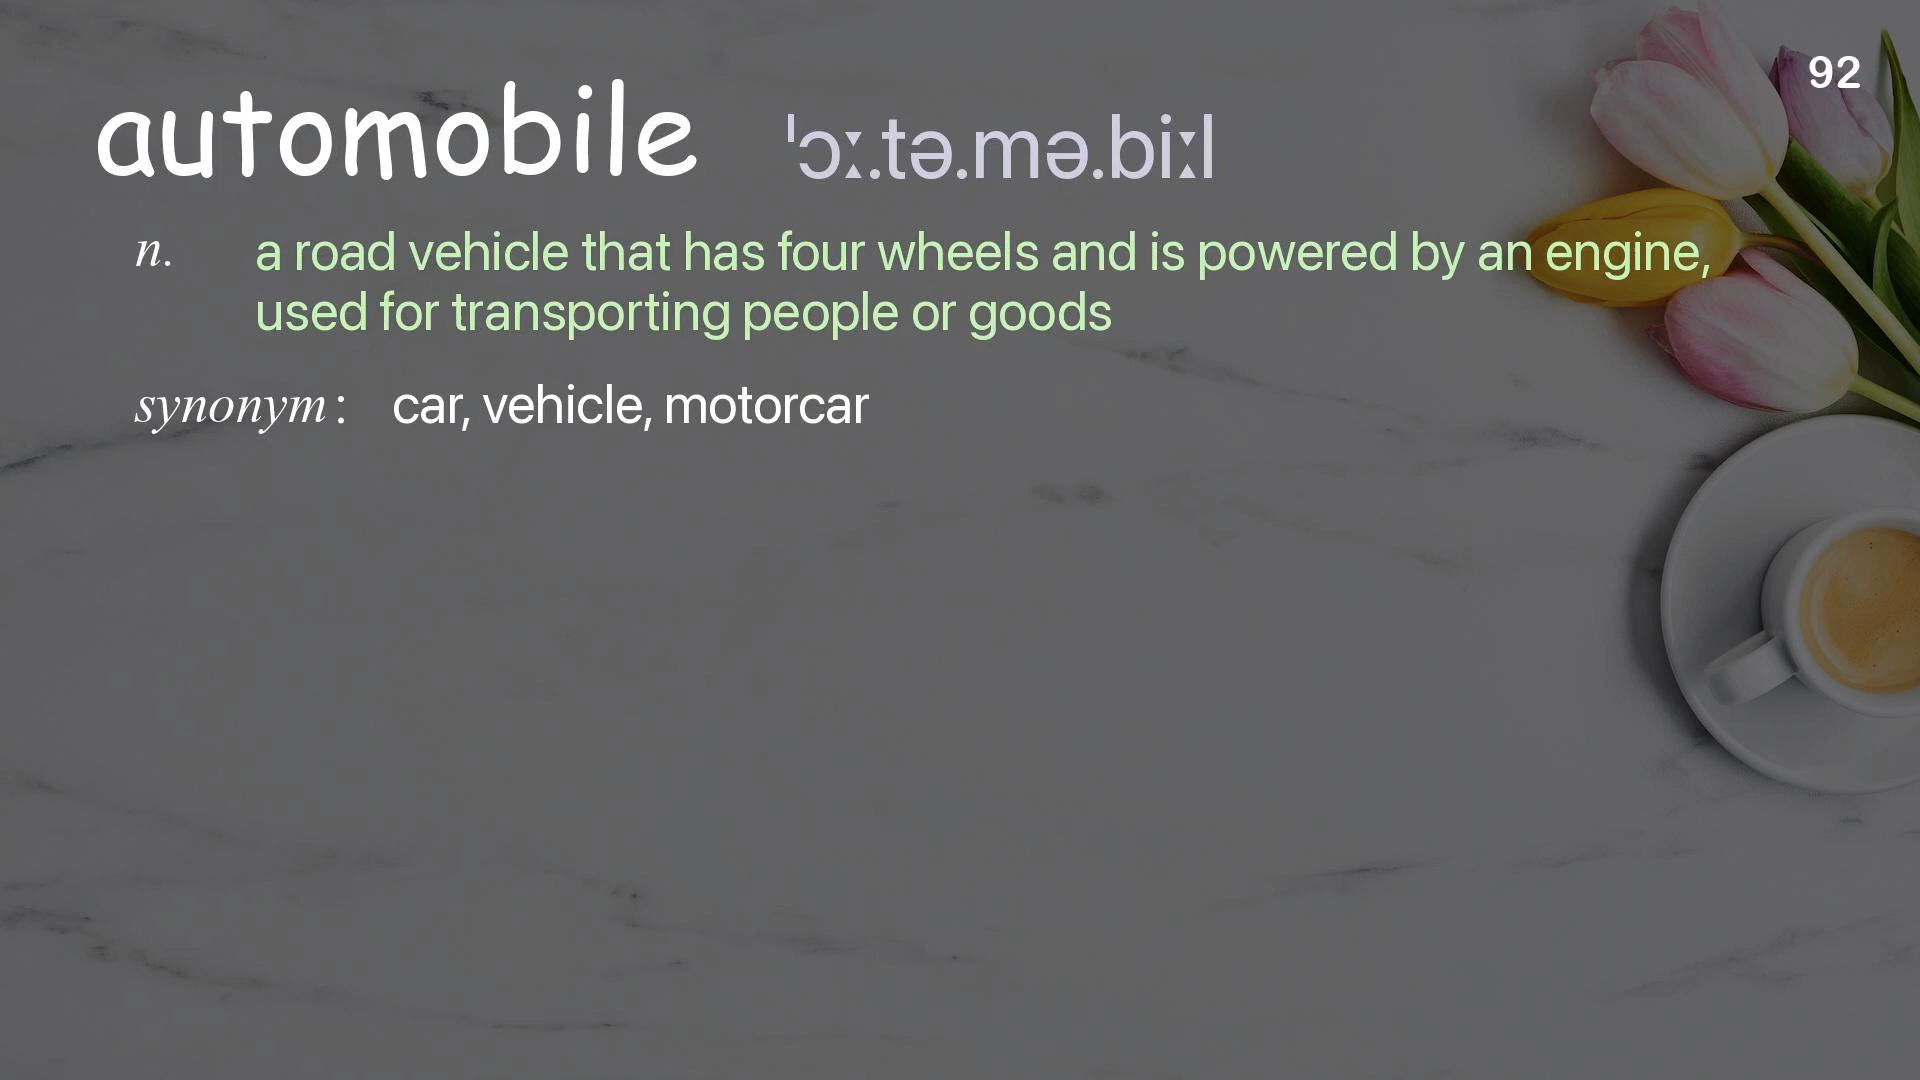 92
automobile ˈɔː.tə.mə.biːl
n. a road vehicle that has four wheels and is powered by an engine,
used for transporting people or goods
synonym: car, vehicle, motorcar